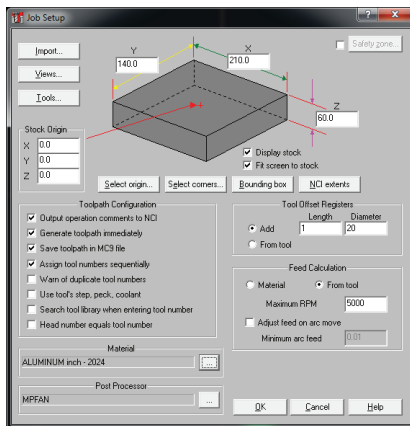 Job Setup
Import...
Views...
Tools...
Y
140.0
X
210.0
Safety zone...
Z
60.0
Stock Origin
X 0.0
Y 0.0
Z 0.0
Display stock
Fit screen to stock
Select origin...
Select corners...
Bounding box
NCI extents
Toolpath Configuration
Output operation comments to NCI
Generate toolpath immediately
Save toolpath in MC9 file
Assign tool numbers sequentially
Warn of duplicate tool numbers
Use tool's step, peck, coolant
Search tool library when entering tool number
Head number equals tool number
Tool Offset Registers
Length Diameter
Add 1 20
From tool
Feed Calculation
Material From tool
Maximum RPM 5000
Adjust feed on arc move
Minimum arc feed 0.01
Material
ALUMINUM inch - 2024 ...
Post Processor
MPFAN ...
OK Cancel Help